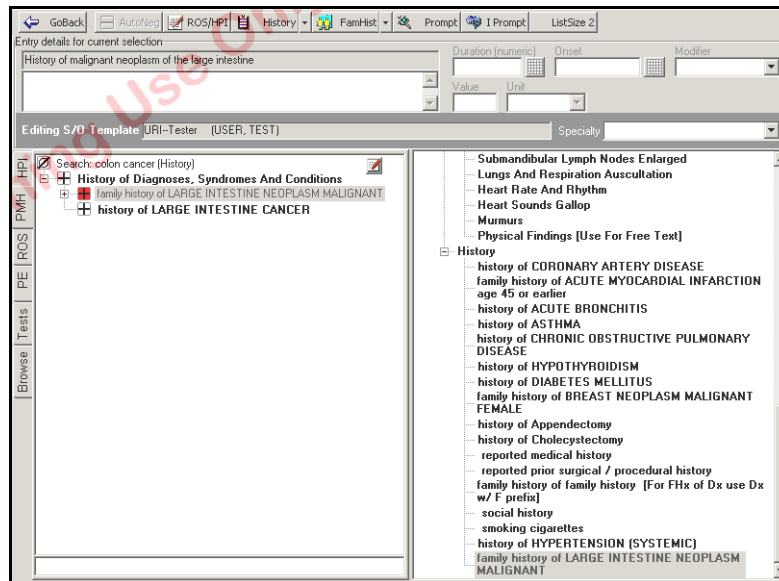 GoBack AutoNeg ROS/HPI History FamHist Prompt I Prompt ListSize 2
Entry details for current selection
History of malignant neoplasm of the large intestine
Duration (numeric) Onset Modifier
Value Unit
Editing S/O Template URI--Tester (USER, TEST) Specialty
HPI
PMH
ROS
PE
Tests
Browse
Search: colon cancer (History)
History of Diagnoses, Syndromes And Conditions
family history of LARGE INTESTINE NEOPLASM MALIGNANT
history of LARGE INTESTINE CANCER
Submandibular Lymph Nodes Enlarged
Lungs And Respiration Auscultation
Heart Rate And Rhythm
Heart Sounds Gallop
Murmurs
Physical Findings [Use For Free Text]
History
history of CORONARY ARTERY DISEASE
family history of ACUTE MYOCARDIAL INFARCTION
age 45 or earlier
history of ACUTE BRONCHITIS
history of ASTHMA
history of CHRONIC OBSTRUCTIVE PULMONARY
DISEASE
history of HYPOTHYROIDISM
history of DIABETES MELLITUS
family history of BREAST NEOPLASM MALIGNANT
FEMALE
history of Appendectomy
history of Cholecystectomy
reported medical history
reported prior surgical / procedural history
family history of family history [For FHx of Dx use Dx
w/ F prefix]
social history
smoking cigarettes
history of HYPERTENSION (SYSTEMIC)
family history of LARGE INTESTINE NEOPLASM
MALIGNANT